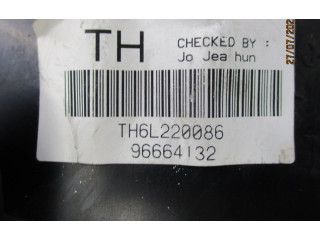 TH
CHECKED BY :
Jo Jea hun
TH6L220086
96664132